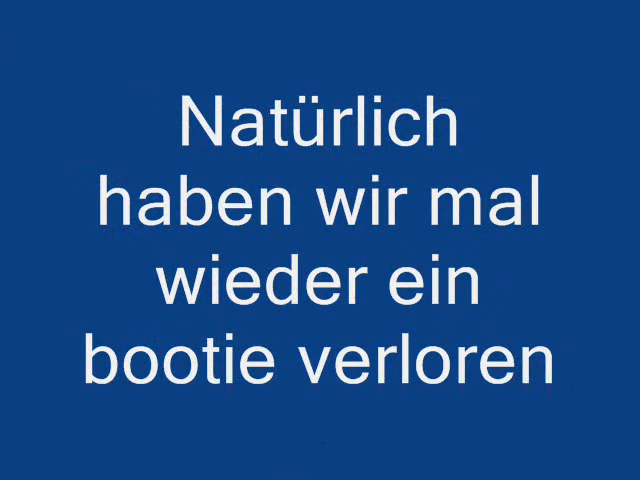 Natürlich
haben wir mal
wieder ein
bootie verloren